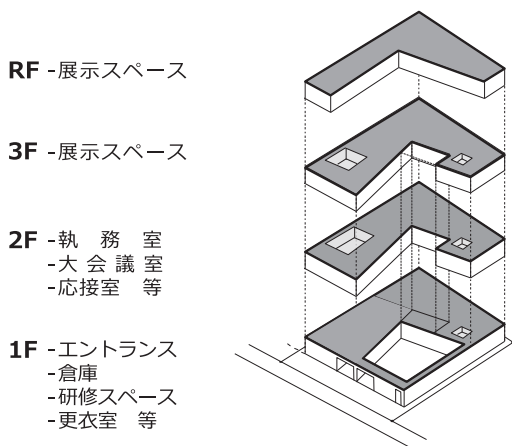 RF -展示スペース
3F -展示スペース
2F -執　務　室
-大 会 議 室
-応接室　等
1F -エントランス
-倉庫
-研修スペース
-更衣室　等